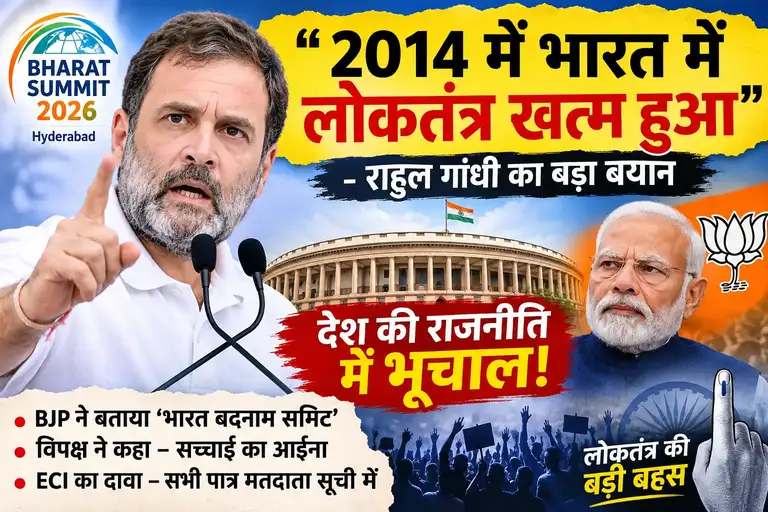 BHARAT
SUMMIT
2026
Hyderabad
“ 2014 में भारत में
लोकतंत्र खत्म हुआ”
- राहुल गांधी का बड़ा बयान
देश की राजनीति
में भूचाल!
• BJP ने बताया ‘भारत बदनाम समिट’
• विपक्ष ने कहा – सच्चाई का आईना
• ECI का दावा – सभी पात्र मतदाता सूची में
लोकतंत्र की
बड़ी बहस